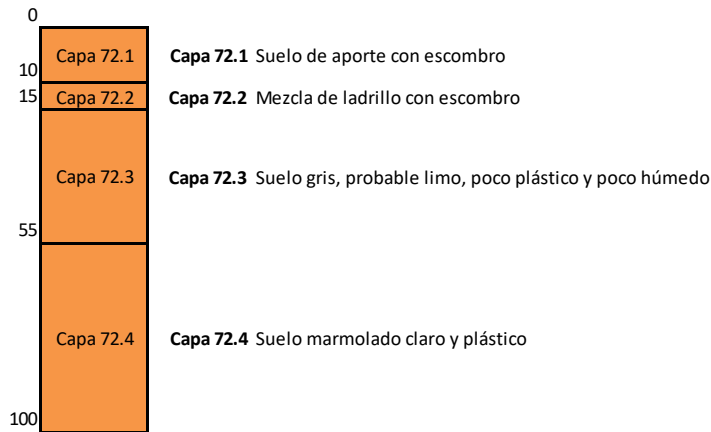 0
Capa 72.1 Capa 72.1 Suelo de aporte con escombro
10
15 Capa 72.2 Capa 72.2 Mezcla de ladrillo con escombro
Capa 72.3 Capa 72.3 Suelo gris, probable limo, poco plástico y poco húmedo
55
Capa 72.4 Capa 72.4 Suelo marmolado claro y plástico
100